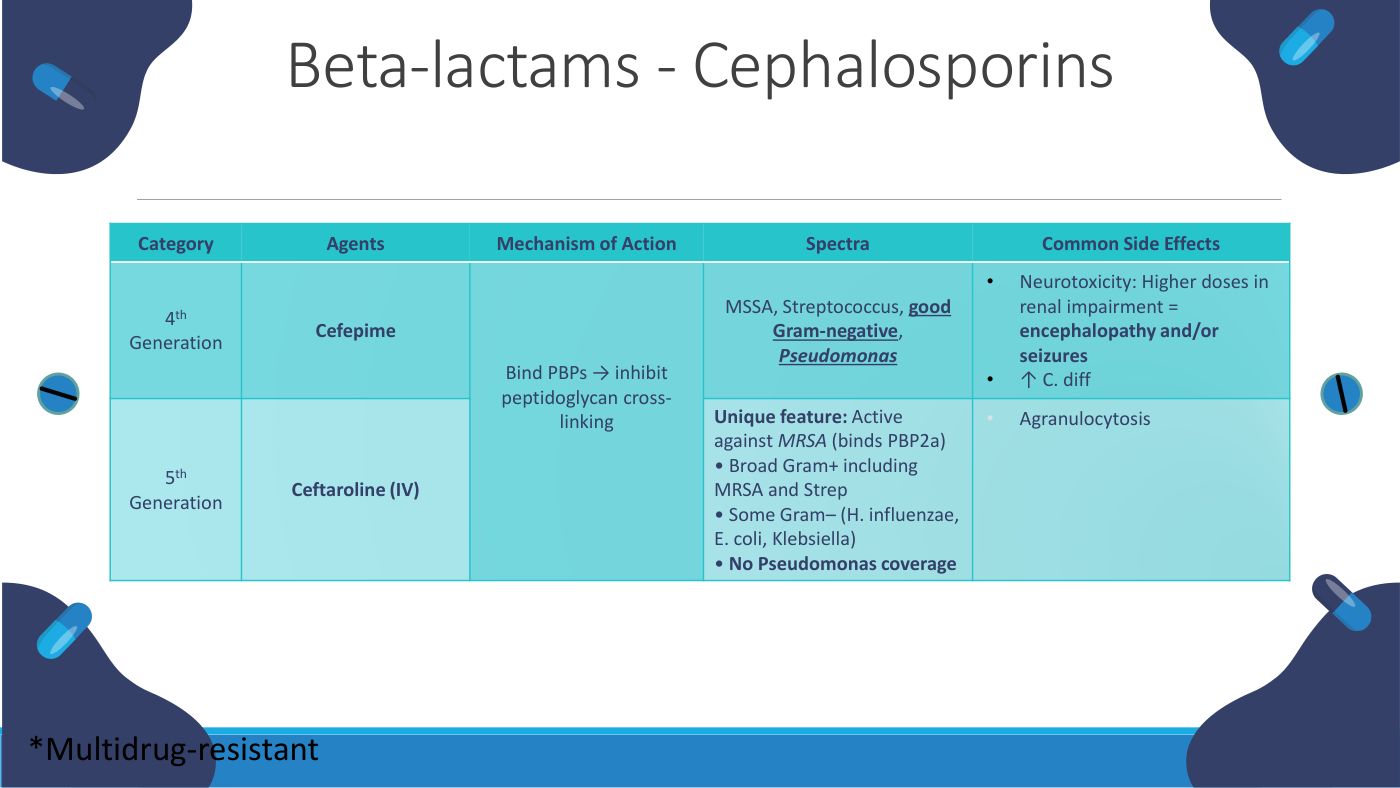 Beta-lactams - Cephalosporins
Category
Agents
Mechanism of Action
Spectra
Common Side Effects
4th
Generation
Cefepime
Bind PBPs → inhibit
peptidoglycan cross-
linking
MSSA, Streptococcus, good
Gram-negative,
Pseudomonas
• Neurotoxicity: Higher doses in
renal impairment =
encephalopathy and/or
seizures
• ↑ C. diff
5th
Generation
Ceftaroline (IV)
Unique feature: Active
against MRSA (binds PBP2a)
• Broad Gram+ including
MRSA and Strep
• Some Gram– (H. influenzae,
E. coli, Klebsiella)
• No Pseudomonas coverage
• Agranulocytosis
*Multidrug-resistant